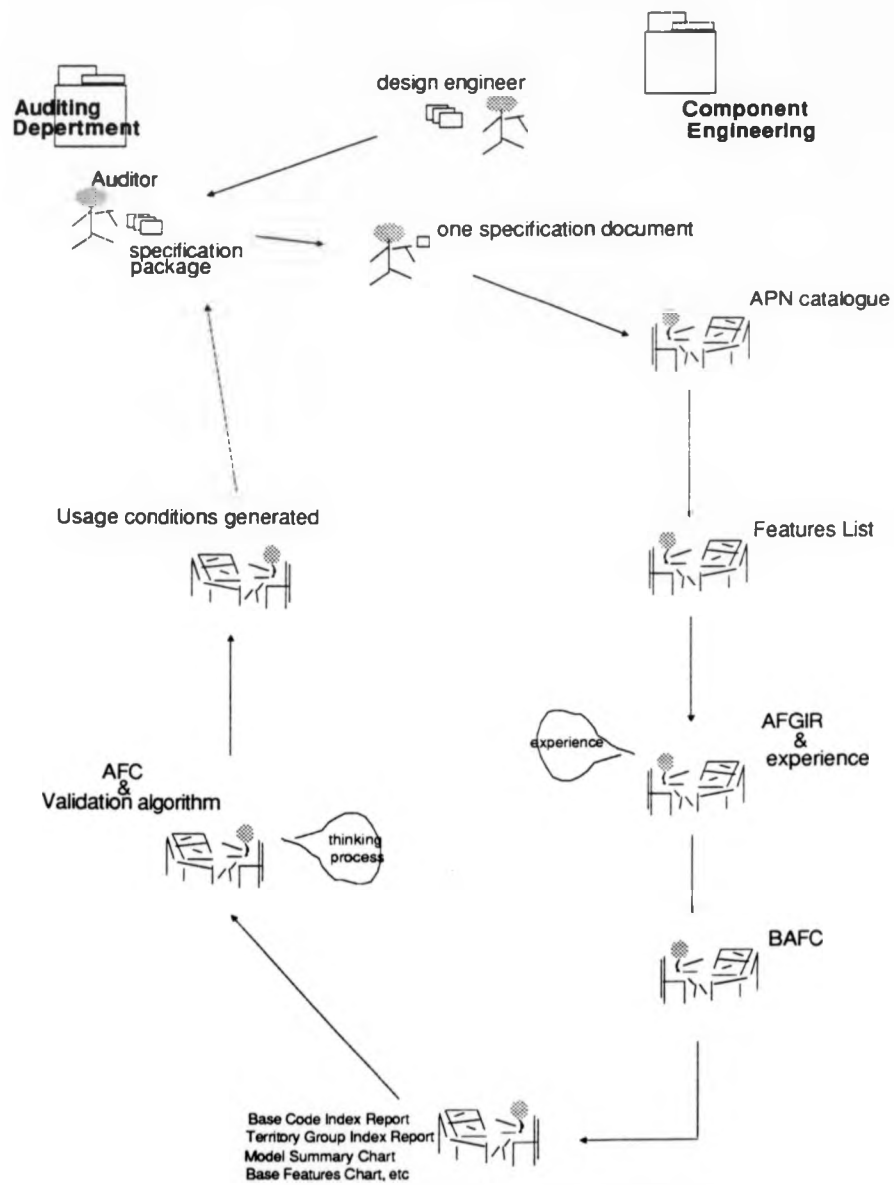 design engineer
Auditing
Depertment
Component
Engineering
Auditor
specification
package
one specification document
APN catalogue
Usage conditions generated
Features List
experience
AFGIR
&
experience
AFC
&
Validation algorithm
thinking
process
BAFC
Base Code Index Report
Territory Group Index Report
Model Summary Chart
Base Features Chart, etc